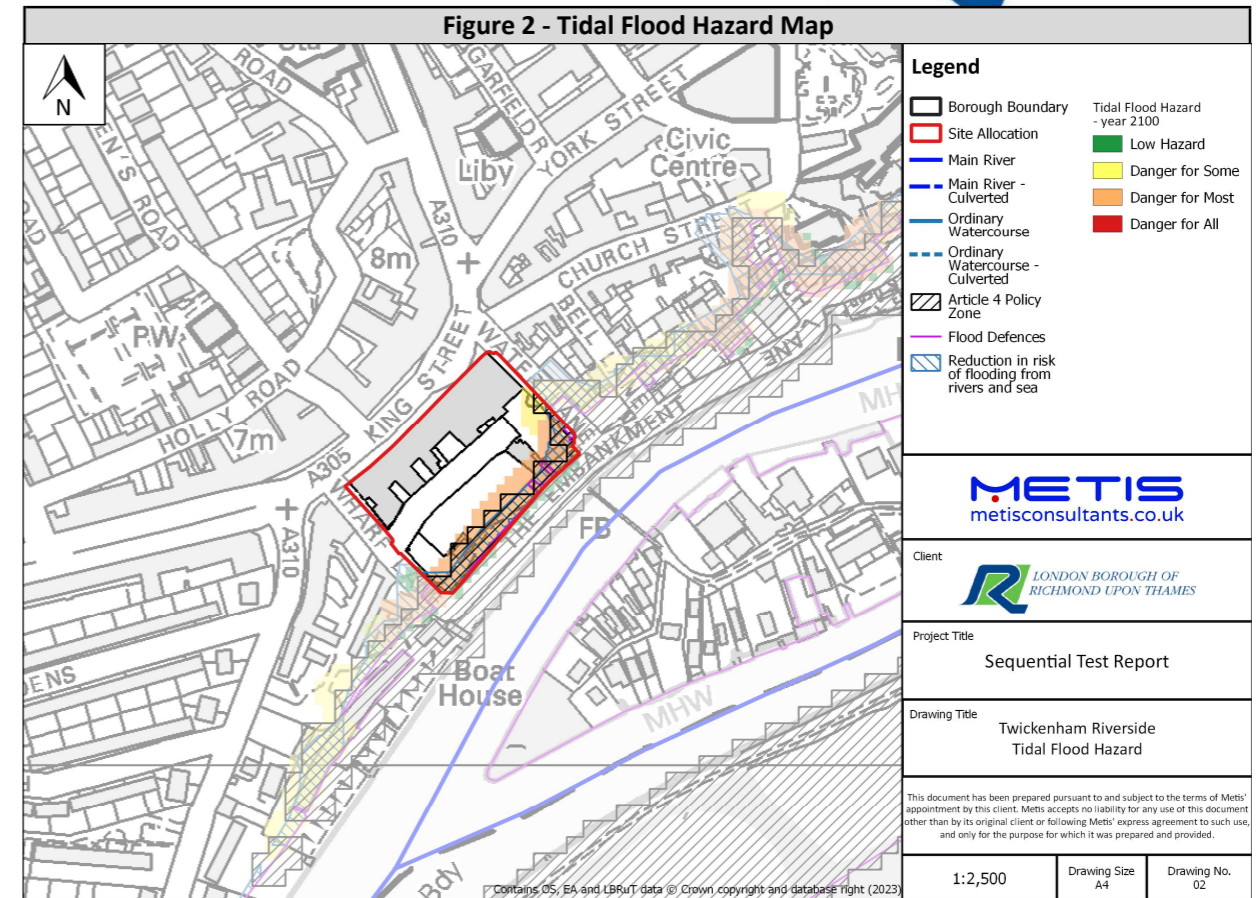 Figure 2 - Tidal Flood Hazard Map
N
ROAD
GARFIELD R
YORK STREET
Civic
Centre
Liby
EN'S ROAD
A310
8m
CHURCH ST
BELL
PW
KING STREET
HOLLY ROAD
7m
A305
WHARF
LANE
EMBANKMENT
MH
A310
FB
Boat
House
DENS
MHW
Bdy
Contains OS, EA and LBRuT data © Crown copyright and database right (2023)
Legend
Borough Boundary
Site Allocation
Main River
Main River -
Culverted
Ordinary
Watercourse
Ordinary
Watercourse -
Culverted
Article 4 Policy
Zone
Flood Defences
Reduction in risk
of flooding from
rivers and sea
Tidal Flood Hazard
- year 2100
Low Hazard
Danger for Some
Danger for Most
Danger for All
METIS
metisconsultants.co.uk
Client
LONDON BOROUGH OF
RICHMOND UPON THAMES
Project Title
Sequential Test Report
Drawing Title
Twickenham Riverside
Tidal Flood Hazard
This document has been prepared pursuant to and subject to the terms of Metis'
appointment by this client. Metis accepts no liability for any use of this document
other than by its original client or following Metis' express agreement to such use,
and only for the purpose for which it was prepared and provided.
1:2,500
Drawing Size
A4
Drawing No.
02